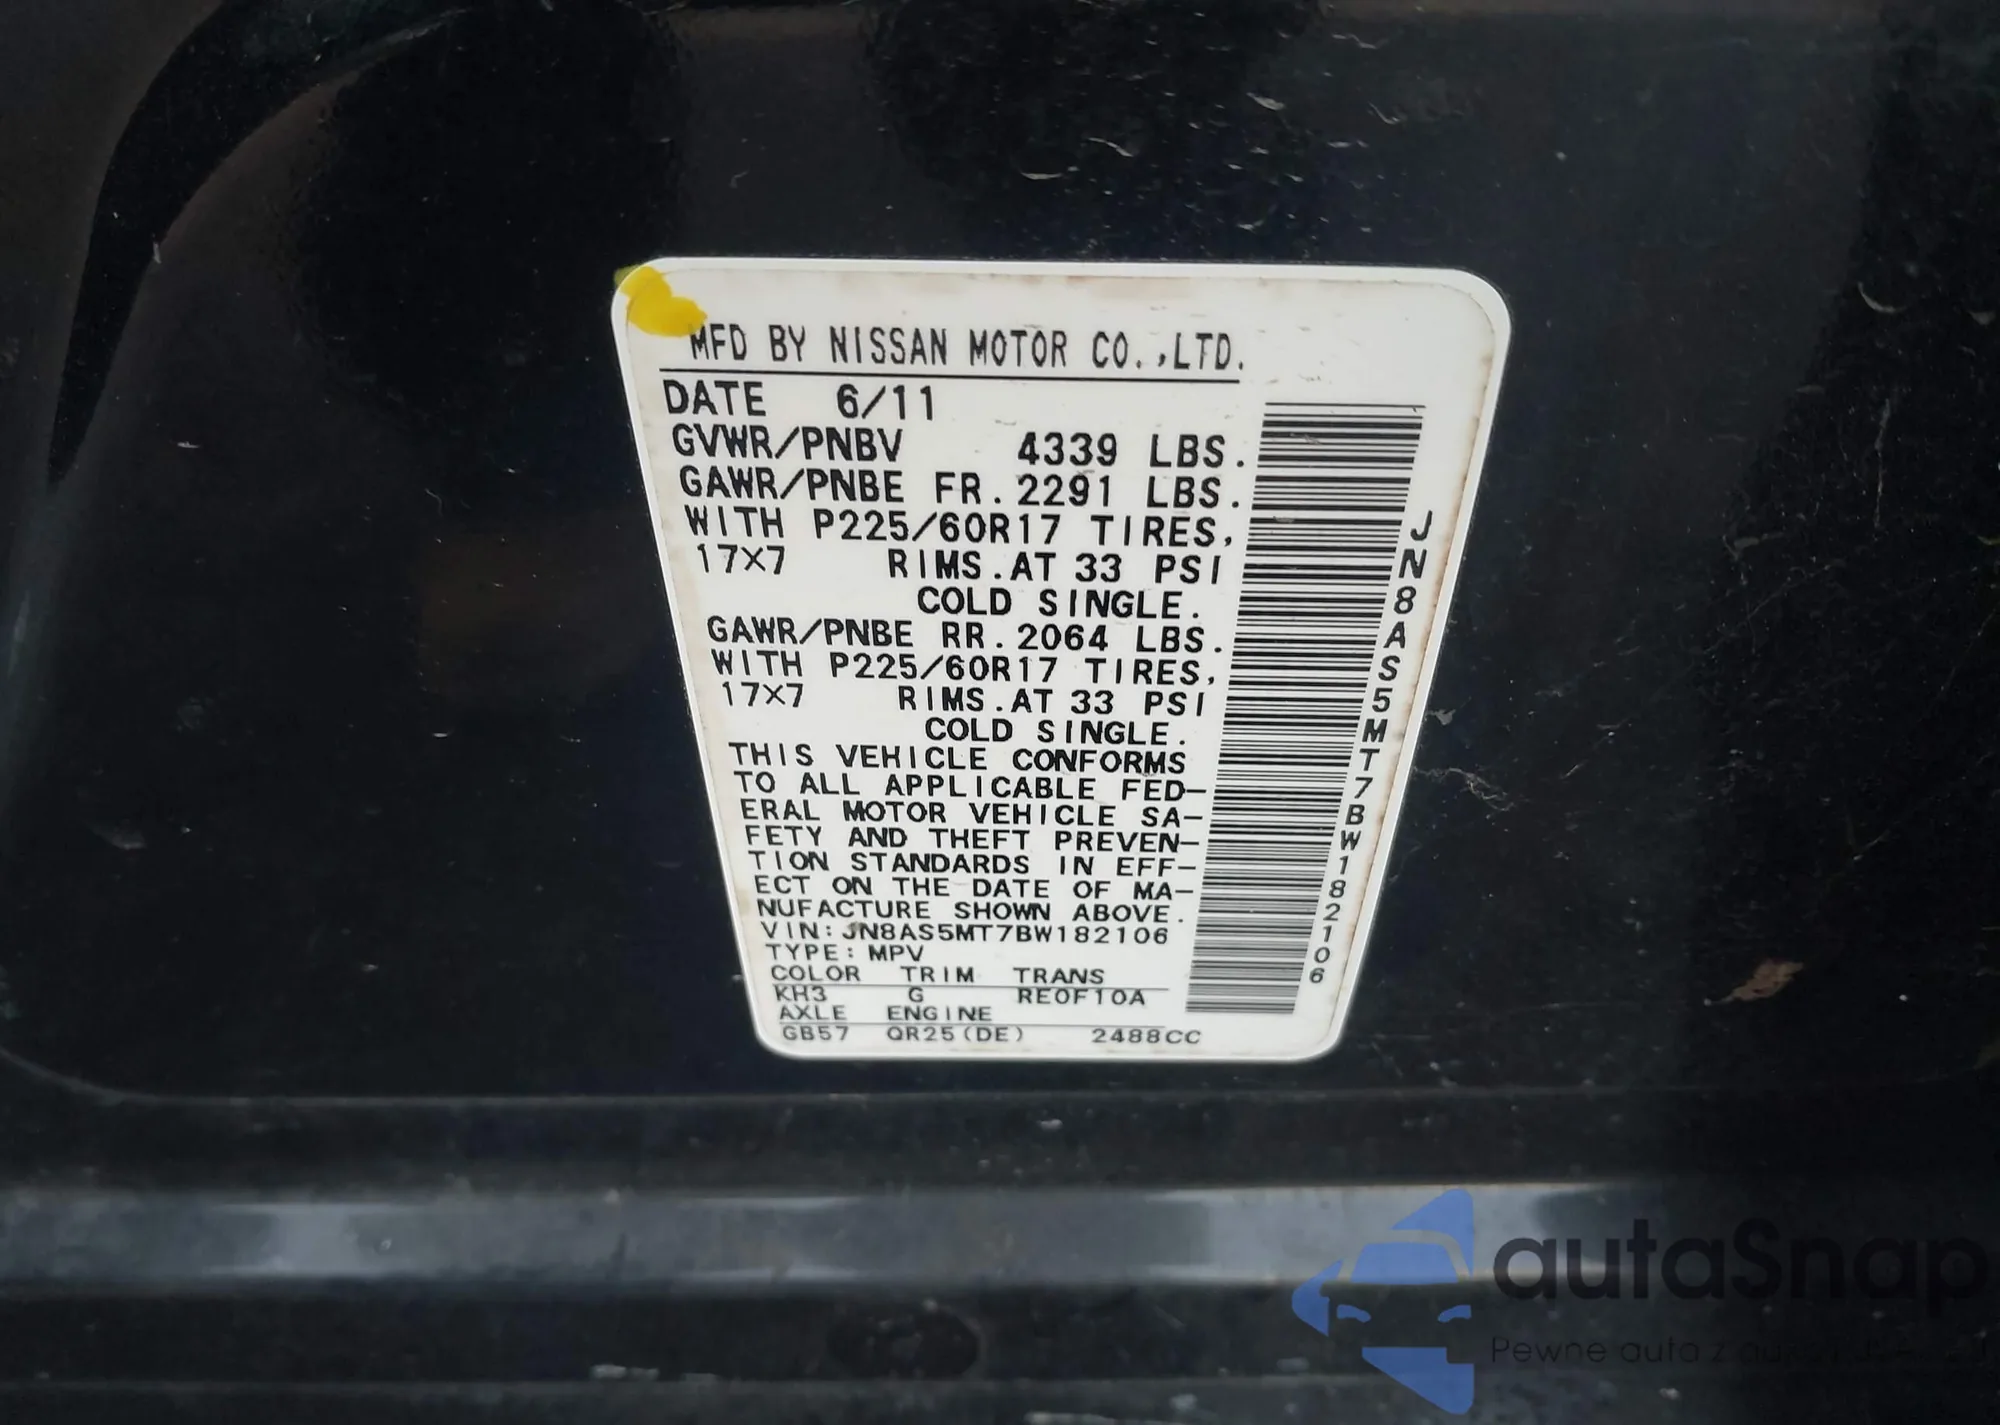 MFD BY NISSAN MOTOR CO.,LTD.
DATE 6/11
GVWR/PNBV 4339 LBS.
GAWR/PNBE FR.2291 LBS.
WITH P225/60R17 TIRES,
17X7 RIMS.AT 33 PSI
COLD SINGLE.
GAWR/PNBE RR.2064 LBS.
WITH P225/60R17 TIRES,
17X7 RIMS.AT 33 PSI
COLD SINGLE.
THIS VEHICLE CONFORMS
TO ALL APPLICABLE FED-
ERAL MOTOR VEHICLE SA-
FETY AND THEFT PREVEN-
TION STANDARDS IN EFF-
ECT ON THE DATE OF MA-
NUFACTURE SHOWN ABOVE.
VIN:JN8AS5MT7BW182106
TYPE:MPV
COLOR TRIM TRANS
KH3 G RE0F10A
AXLE ENGINE
GB57 QR25(DE) 2488CC
JN8AS5MT7BW182106
autaSnap
Pewne auta z